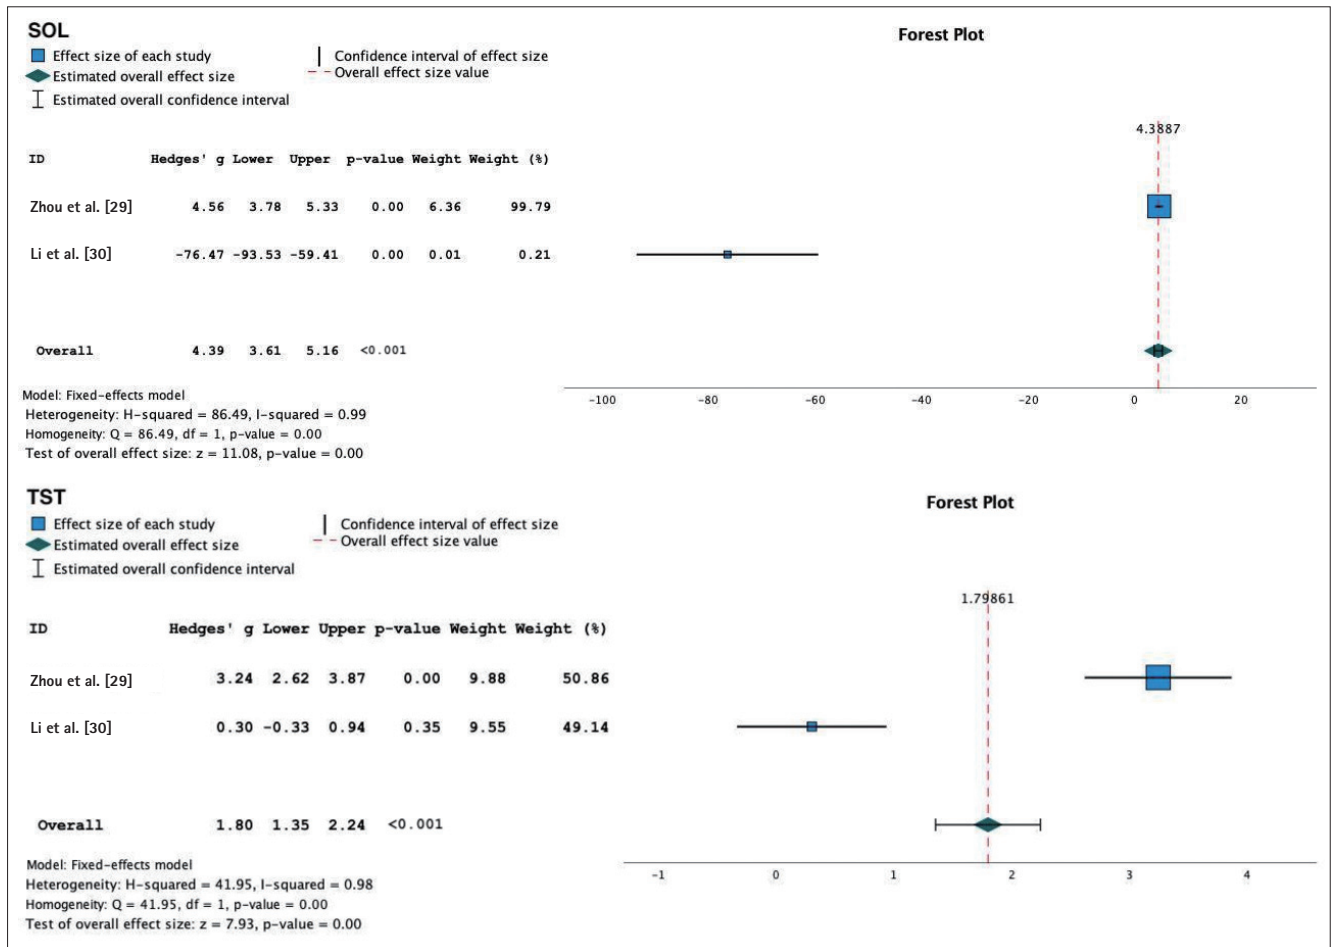 SOL
Forest Plot
Effect size of each study
Confidence interval of effect size
Estimated overall effect size
Overall effect size value
Estimated overall confidence interval
4.3887
ID Hedges' g Lower Upper p-value Weight Weight (%)
Zhou et al. [29] 4.56 3.78 5.33 0.00 6.36 99.79
Li et al. [30] -76.47 -93.53 -59.41 0.00 0.01 0.21
Overall 4.39 3.61 5.16 <0.001
-100 -80 -60 -40 -20 0 20
Model: Fixed-effects model
Heterogeneity: H-squared = 86.49, I-squared = 0.99
Homogeneity: Q = 86.49, df = 1, p-value = 0.00
Test of overall effect size: z = 11.08, p-value = 0.00
TST
Forest Plot
Effect size of each study
Confidence interval of effect size
Estimated overall effect size
Overall effect size value
Estimated overall confidence interval
1.79861
ID Hedges' g Lower Upper p-value Weight Weight (%)
Zhou et al. [29] 3.24 2.62 3.87 0.00 9.88 50.86
Li et al. [30] 0.30 -0.33 0.94 0.35 9.55 49.14
Overall 1.80 1.35 2.24 <0.001
-1 0 1 2 3 4
Model: Fixed-effects model
Heterogeneity: H-squared = 41.95, I-squared = 0.98
Homogeneity: Q = 41.95, df = 1, p-value = 0.00
Test of overall effect size: z = 7.93, p-value = 0.00